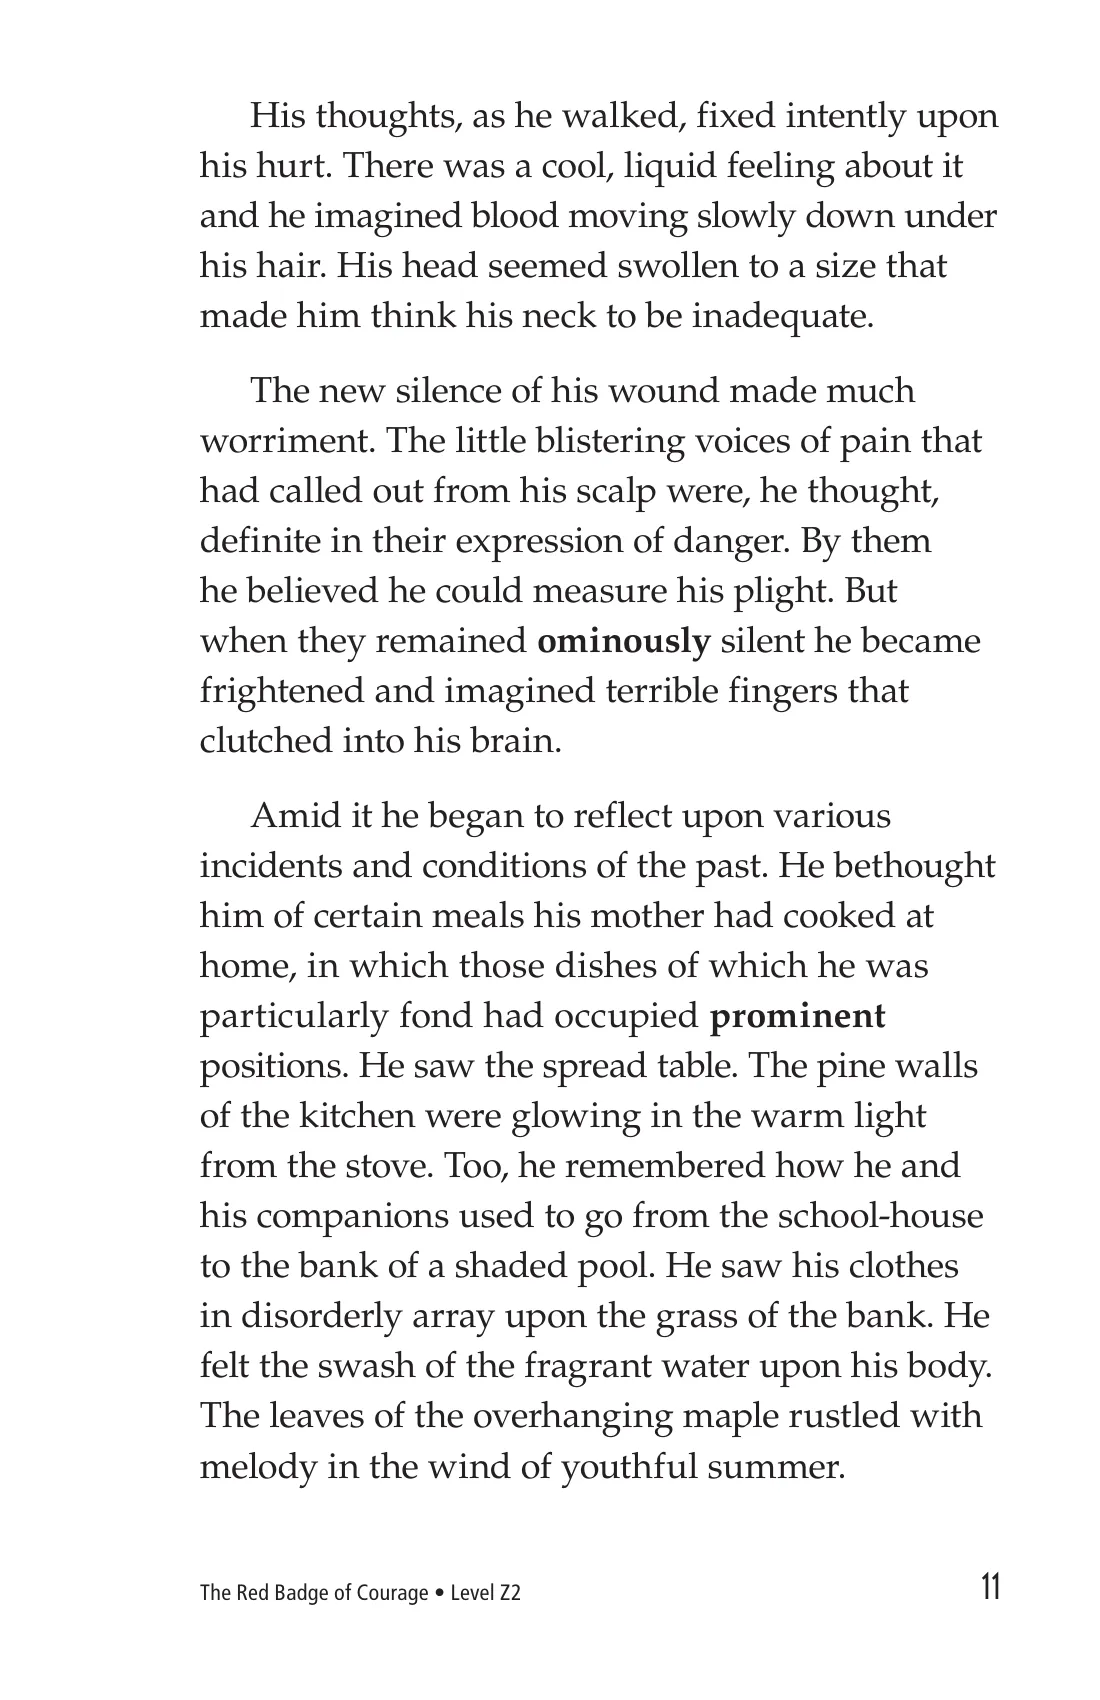 His thoughts, as he walked, fixed intently upon
his hurt. There was a cool, liquid feeling about it
and he imagined blood moving slowly down under
his hair. His head seemed swollen to a size that
made him think his neck to be inadequate.
The new silence of his wound made much
worriment. The little blistering voices of pain that
had called out from his scalp were, he thought,
definite in their expression of danger. By them
he believed he could measure his plight. But
when they remained ominously silent he became
frightened and imagined terrible fingers that
clutched into his brain.
Amid it he began to reflect upon various
incidents and conditions of the past. He bethought
him of certain meals his mother had cooked at
home, in which those dishes of which he was
particularly fond had occupied prominent
positions. He saw the spread table. The pine walls
of the kitchen were glowing in the warm light
from the stove. Too, he remembered how he and
his companions used to go from the school-house
to the bank of a shaded pool. He saw his clothes
in disorderly array upon the grass of the bank. He
felt the swash of the fragrant water upon his body.
The leaves of the overhanging maple rustled with
melody in the wind of youthful summer.
The Red Badge of Courage • Level Z2
11